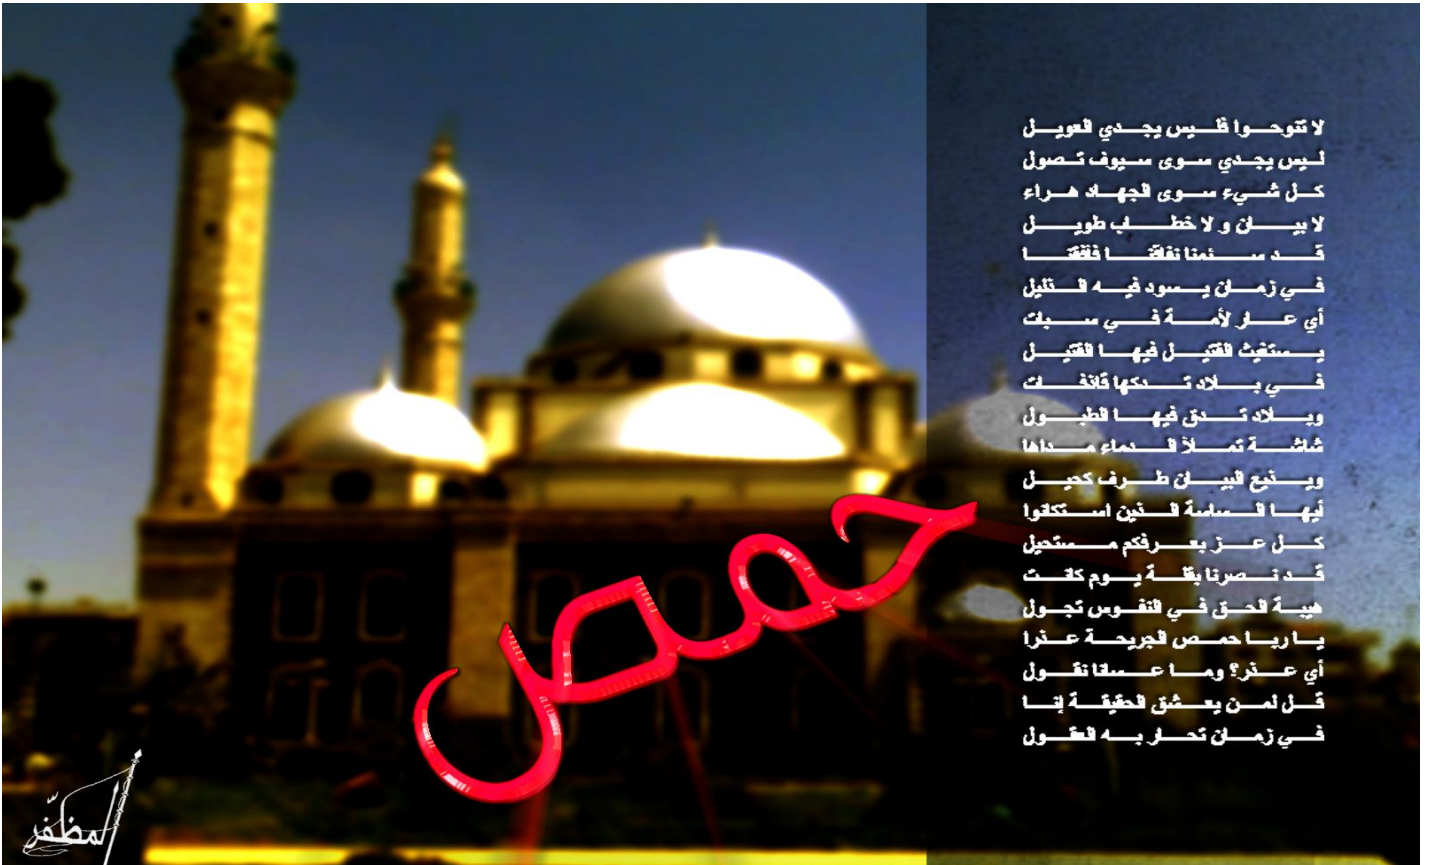 لا تنوحوا فليس يجدي العويل
ليس يجدي سوى سيوف تصول
كل شيء سوى الجهاد هراء
لا بيان و لا خطاب طويل
قد سئمنا نفاقنا فأفقنا
في زمان يسود فيه الذليل
أي عار لأمة في سبات
يستغيث القتيل فيها القتيل
في بلاد تدكها قاذفات
وبلاد تدق فيها الطبول
شاشة تملأ الدماء مداها
ويذيع البيان طرف كحيل
أيها الساسة الذين استكانوا
كل عز بعرفكم مستحيل
قد نصرنا بقلة يوم كانت
هيبة الحق في النفوس تجول
يا ربا حمص الجريحة عذرا
أي عذر؟ وما عسانا نقول
قل لمن يعشق الحقيقة إنا
في زمان تحار به العقول
حمص
المظفر